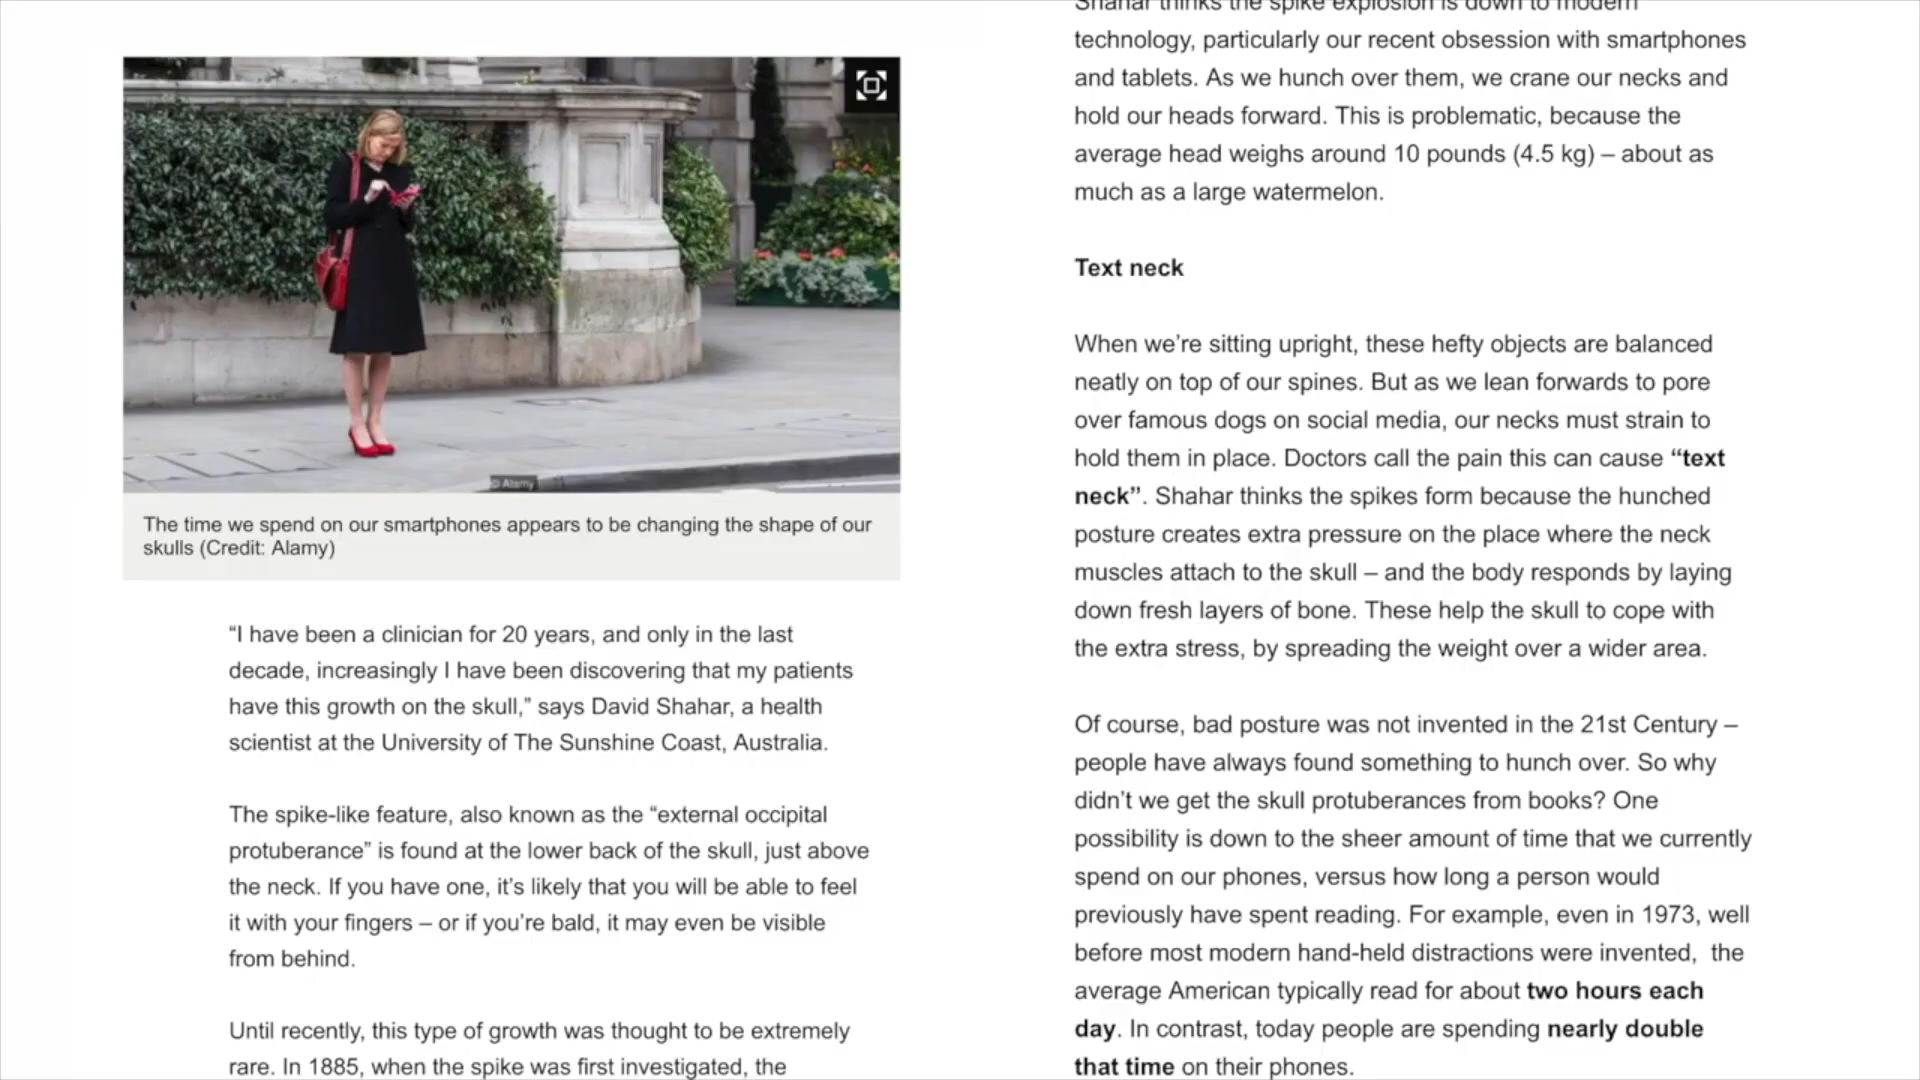 © Alamy
The time we spend on our smartphones appears to be changing the shape of our
skulls (Credit: Alamy)
“I have been a clinician for 20 years, and only in the last
decade, increasingly I have been discovering that my patients
have this growth on the skull,” says David Shahar, a health
scientist at the University of The Sunshine Coast, Australia.
The spike-like feature, also known as the “external occipital
protuberance” is found at the lower back of the skull, just above
the neck. If you have one, it’s likely that you will be able to feel
it with your fingers – or if you’re bald, it may even be visible
from behind.
Until recently, this type of growth was thought to be extremely
rare. In 1885, when the spike was first investigated, the
Shahar thinks the spike explosion is down to modern
technology, particularly our recent obsession with smartphones
and tablets. As we hunch over them, we crane our necks and
hold our heads forward. This is problematic, because the
average head weighs around 10 pounds (4.5 kg) – about as
much as a large watermelon.
Text neck
When we’re sitting upright, these hefty objects are balanced
neatly on top of our spines. But as we lean forwards to pore
over famous dogs on social media, our necks must strain to
hold them in place. Doctors call the pain this can cause “text
neck”. Shahar thinks the spikes form because the hunched
posture creates extra pressure on the place where the neck
muscles attach to the skull – and the body responds by laying
down fresh layers of bone. These help the skull to cope with
the extra stress, by spreading the weight over a wider area.
Of course, bad posture was not invented in the 21st Century –
people have always found something to hunch over. So why
didn’t we get the skull protuberances from books? One
possibility is down to the sheer amount of time that we currently
spend on our phones, versus how long a person would
previously have spent reading. For example, even in 1973, well
before most modern hand-held distractions were invented,  the
average American typically read for about two hours each
day. In contrast, today people are spending nearly double
that time on their phones.